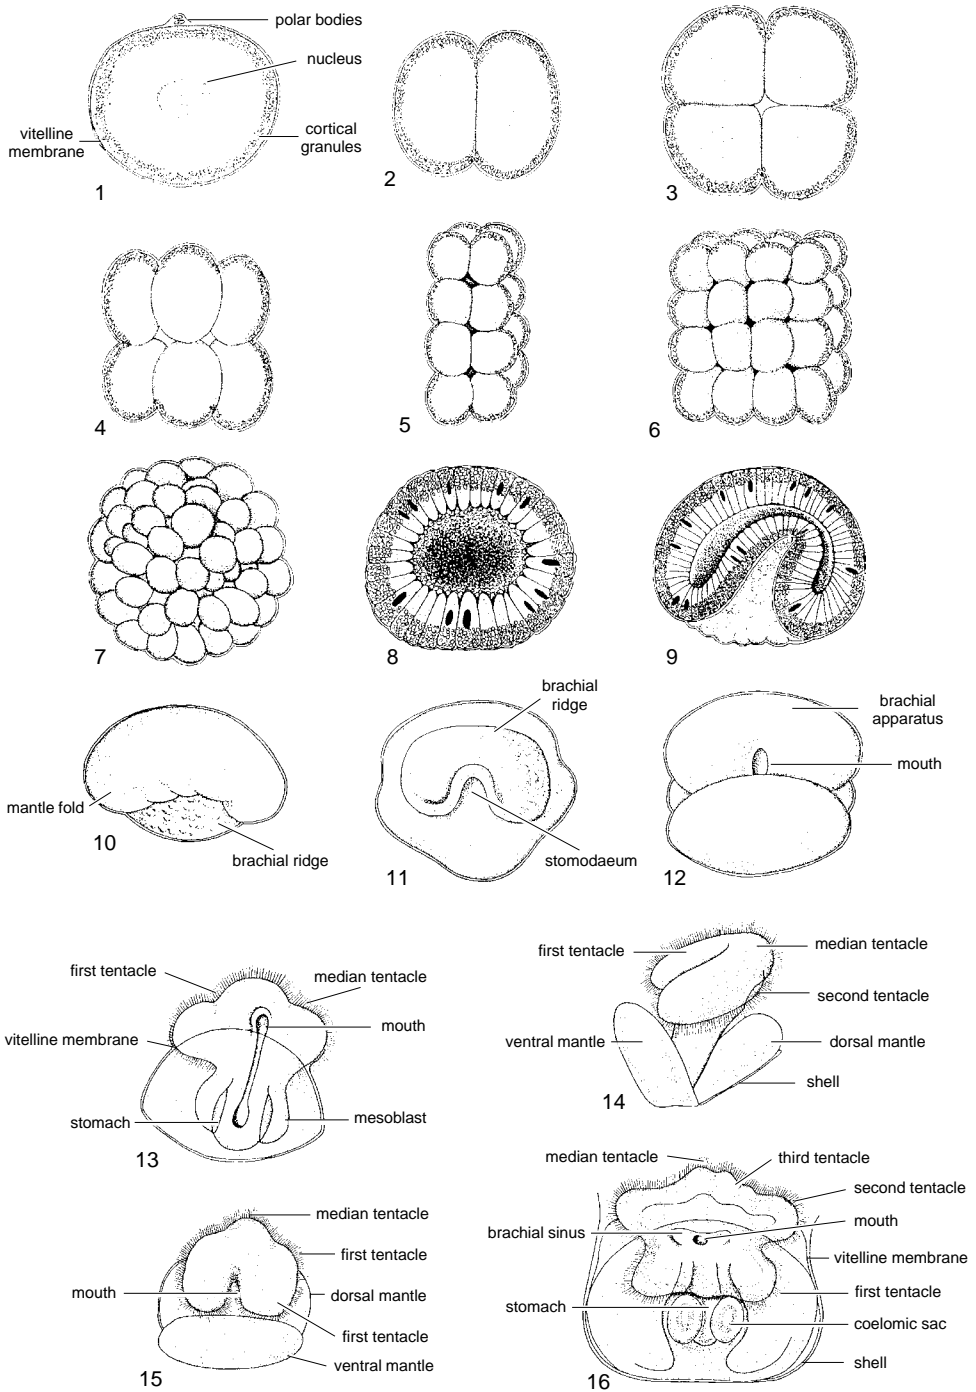 polar bodies
nucleus
vitelline
membrane
cortical
granules
1
2
3
4
5
6
7
8
9
mantle fold
brachial ridge
10
brachial
ridge
stomodaeum
11
brachial
apparatus
mouth
12
first tentacle
median tentacle
mouth
vitelline membrane
stomach
mesoblast
13
first tentacle
median tentacle
second tentacle
ventral mantle
dorsal mantle
shell
14
median tentacle
first tentacle
mouth
dorsal mantle
first tentacle
ventral mantle
15
median tentacle
third tentacle
second tentacle
brachial sinus
mouth
vitelline membrane
first tentacle
stomach
coelomic sac
shell
16